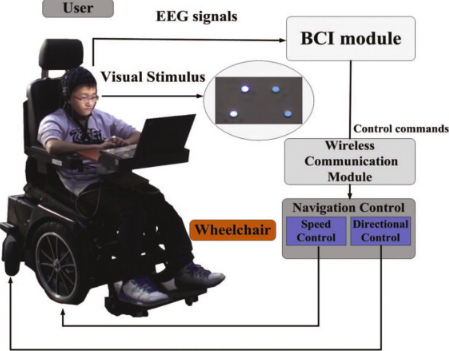 User
EEG signals
BCI module
Visual Stimulus
Control commands
Wireless
Communication
Module
Navigation Control
Speed
Control
Directional
Control
Wheelchair